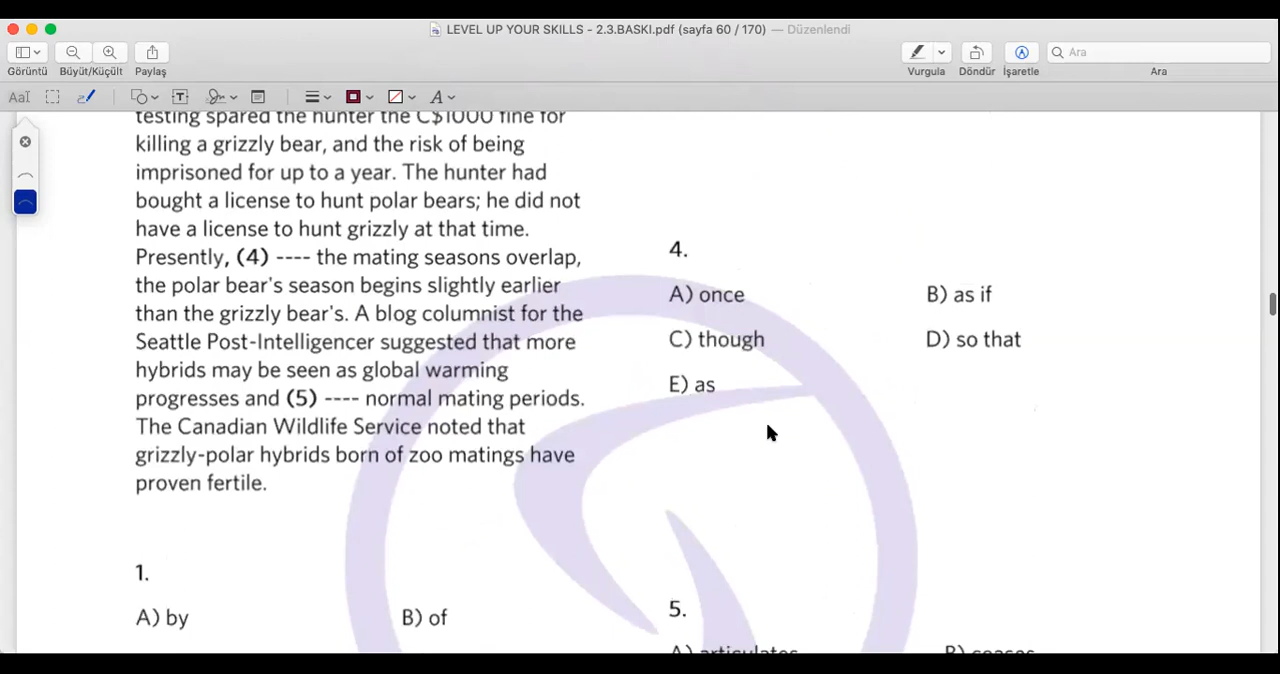 LEVEL UP YOUR SKILLS - 2.3.BASKI.pdf (sayfa 60 / 170) — Düzenlendi
Görüntü Büyüt/Küçült Paylaş Vurgula Döndür İşaretle Ara
Ara
testing spared the hunter the C$1000 fine for
killing a grizzly bear, and the risk of being
imprisoned for up to a year. The hunter had
bought a license to hunt polar bears; he did not
have a license to hunt grizzly at that time.
Presently, (4) ---- the mating seasons overlap,
the polar bear's season begins slightly earlier
than the grizzly bear's. A blog columnist for the
Seattle Post-Intelligencer suggested that more
hybrids may be seen as global warming
progresses and (5) ---- normal mating periods.
The Canadian Wildlife Service noted that
grizzly-polar hybrids born of zoo matings have
proven fertile.
1.
A) by B) of
4.
A) once B) as if
C) though D) so that
E) as
5.
A) articulates B) ceases